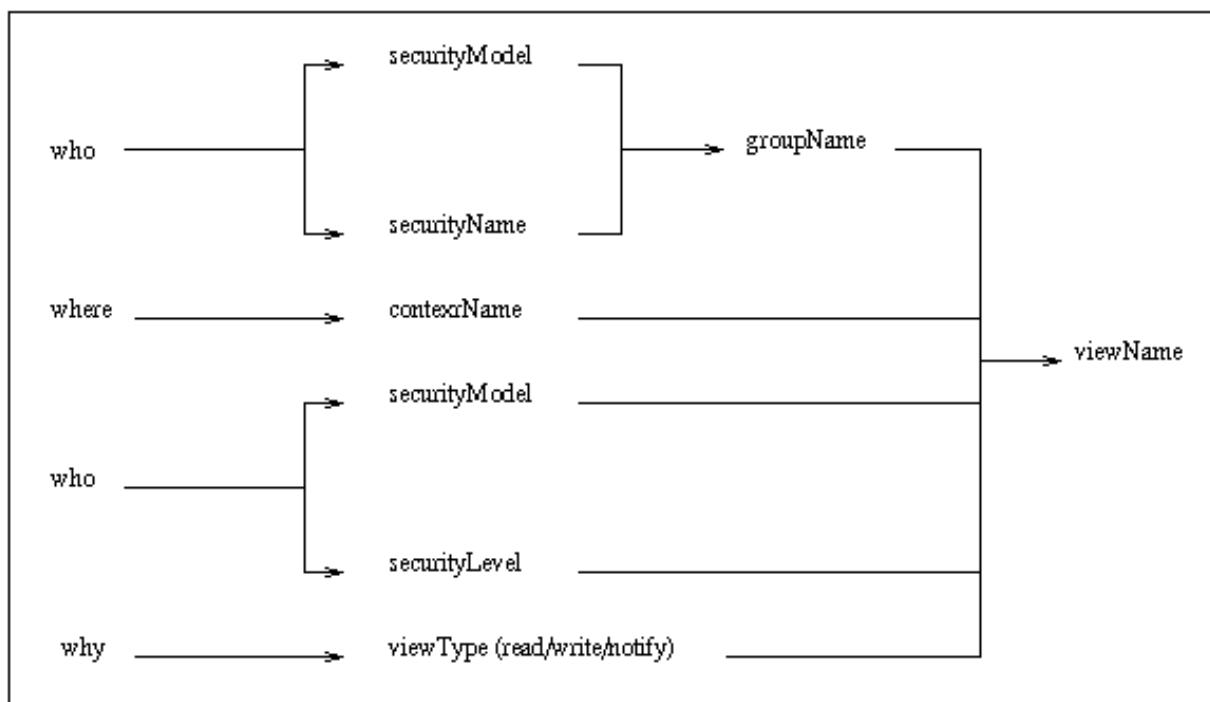 securityModel
who
groupName
securityName
where
contexrName
viewName
securityModel
who
securityLevel
why
viewType (read/write/notify)